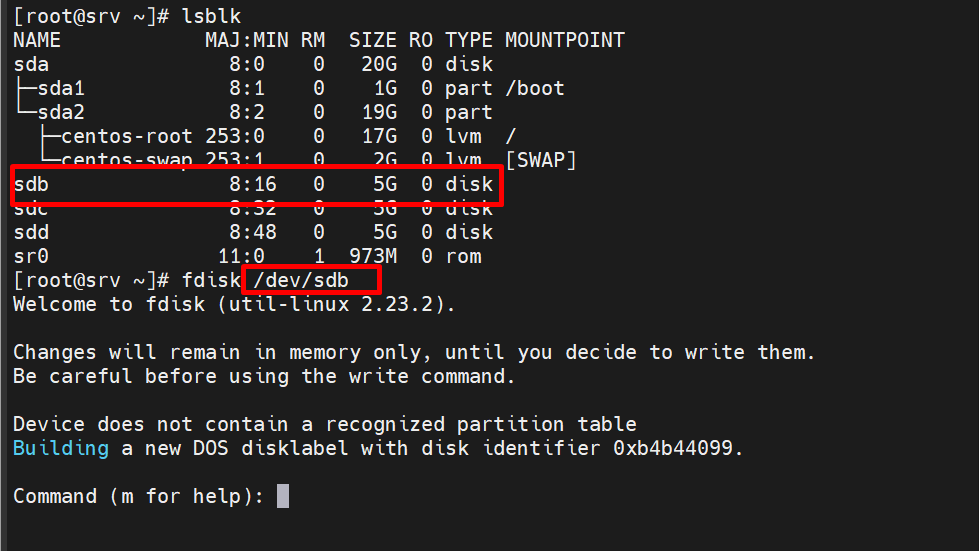 [root@srv ~]# lsblk
NAME            MAJ:MIN RM  SIZE RO TYPE MOUNTPOINT
sda               8:0    0   20G  0 disk
├─sda1            8:1    0    1G  0 part /boot
└─sda2            8:2    0   19G  0 part
  ├─centos-root 253:0    0   17G  0 lvm  /
  └─centos-swap 253:1    0    2G  0 lvm  [SWAP]
sdb               8:16   0    5G  0 disk
sdc               8:32   0    5G  0 disk
sdd               8:48   0    5G  0 disk
sr0              11:0    1  973M  0 rom
[root@srv ~]# fdisk /dev/sdb
Welcome to fdisk (util-linux 2.23.2).
Changes will remain in memory only, until you decide to write them.
Be careful before using the write command.
Device does not contain a recognized partition table
Building a new DOS disklabel with disk identifier 0xb4b44099.
Command (m for help):